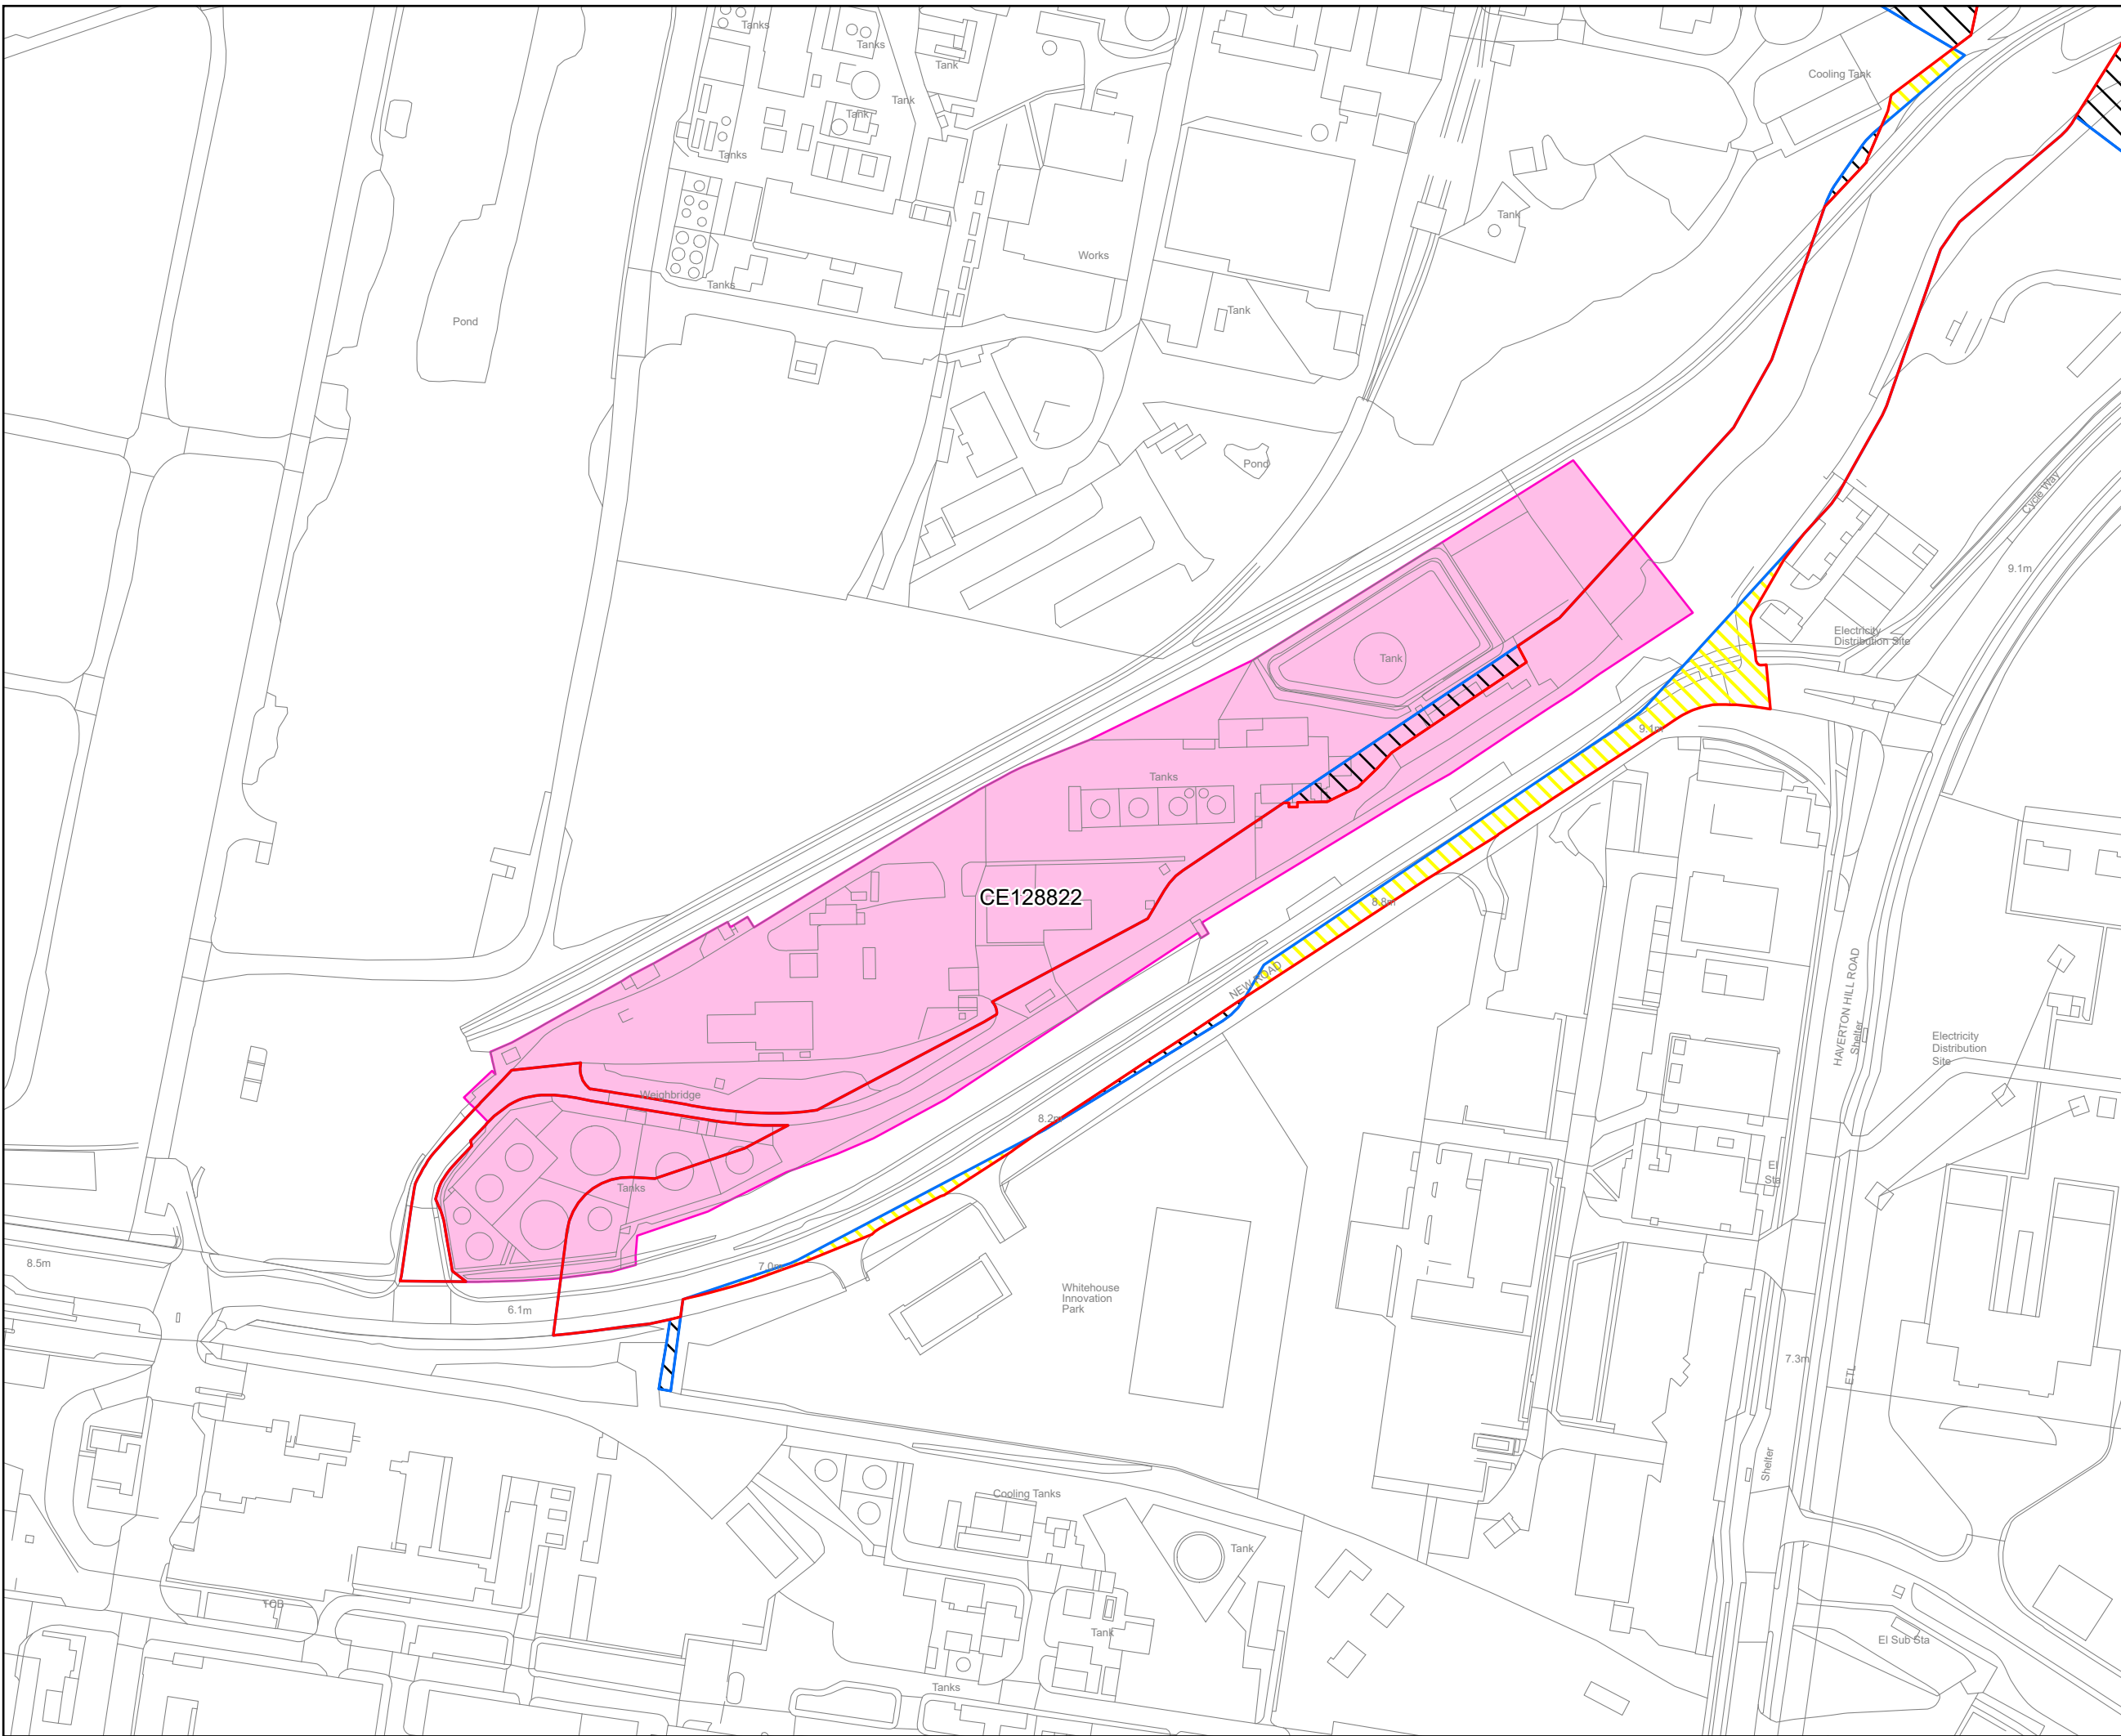 Tanks
Tanks
Tank
Cooling Tank
Tank
Tank
Tanks
Tank
Works
Tanks
Tank
Pond
Pond
Cycle Way
9.1m
Electricity
Distribution Site
Tank
9.1m
Tanks
CE128822
8.8m
NEW ROAD
HAVERTON HILL ROAD
Shelter
Electricity
Distribution
Site
Weighbridge
8.2m
El
Sta
Tanks
8.5m
7.0m
6.1m
Whitehouse
Innovation
Park
7.3m
ETL
Shelter
Cooling Tanks
Tank
TCB
Tank
El Sub Sta
Tanks